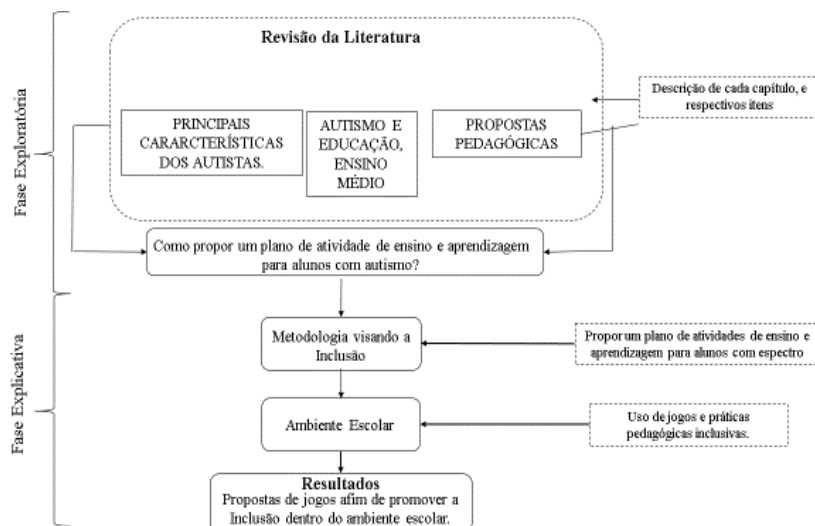 Revisão da Literatura
Fase Exploratória
PRINCIPAIS
CARARCTERÍSTICAS
DOS AUTISTAS.
AUTISMO E
EDUCAÇÃO,
ENSINO
MÉDIO
PROPOSTAS
PEDAGÓGICAS
Descrição de cada capítulo, e
respectivos itens
Como propor um plano de atividade de ensino e aprendizagem
para alunos com autismo?
Fase Explicativa
Metodologia visando a
Inclusão
Propor um plano de atividades de ensino e
aprendizagem para alunos com espectro
Ambiente Escolar
Uso de jogos e práticas
pedagógicas inclusivas.
Resultados
Propostas de jogos afim de promover a
Inclusão dentro do ambiente escolar.